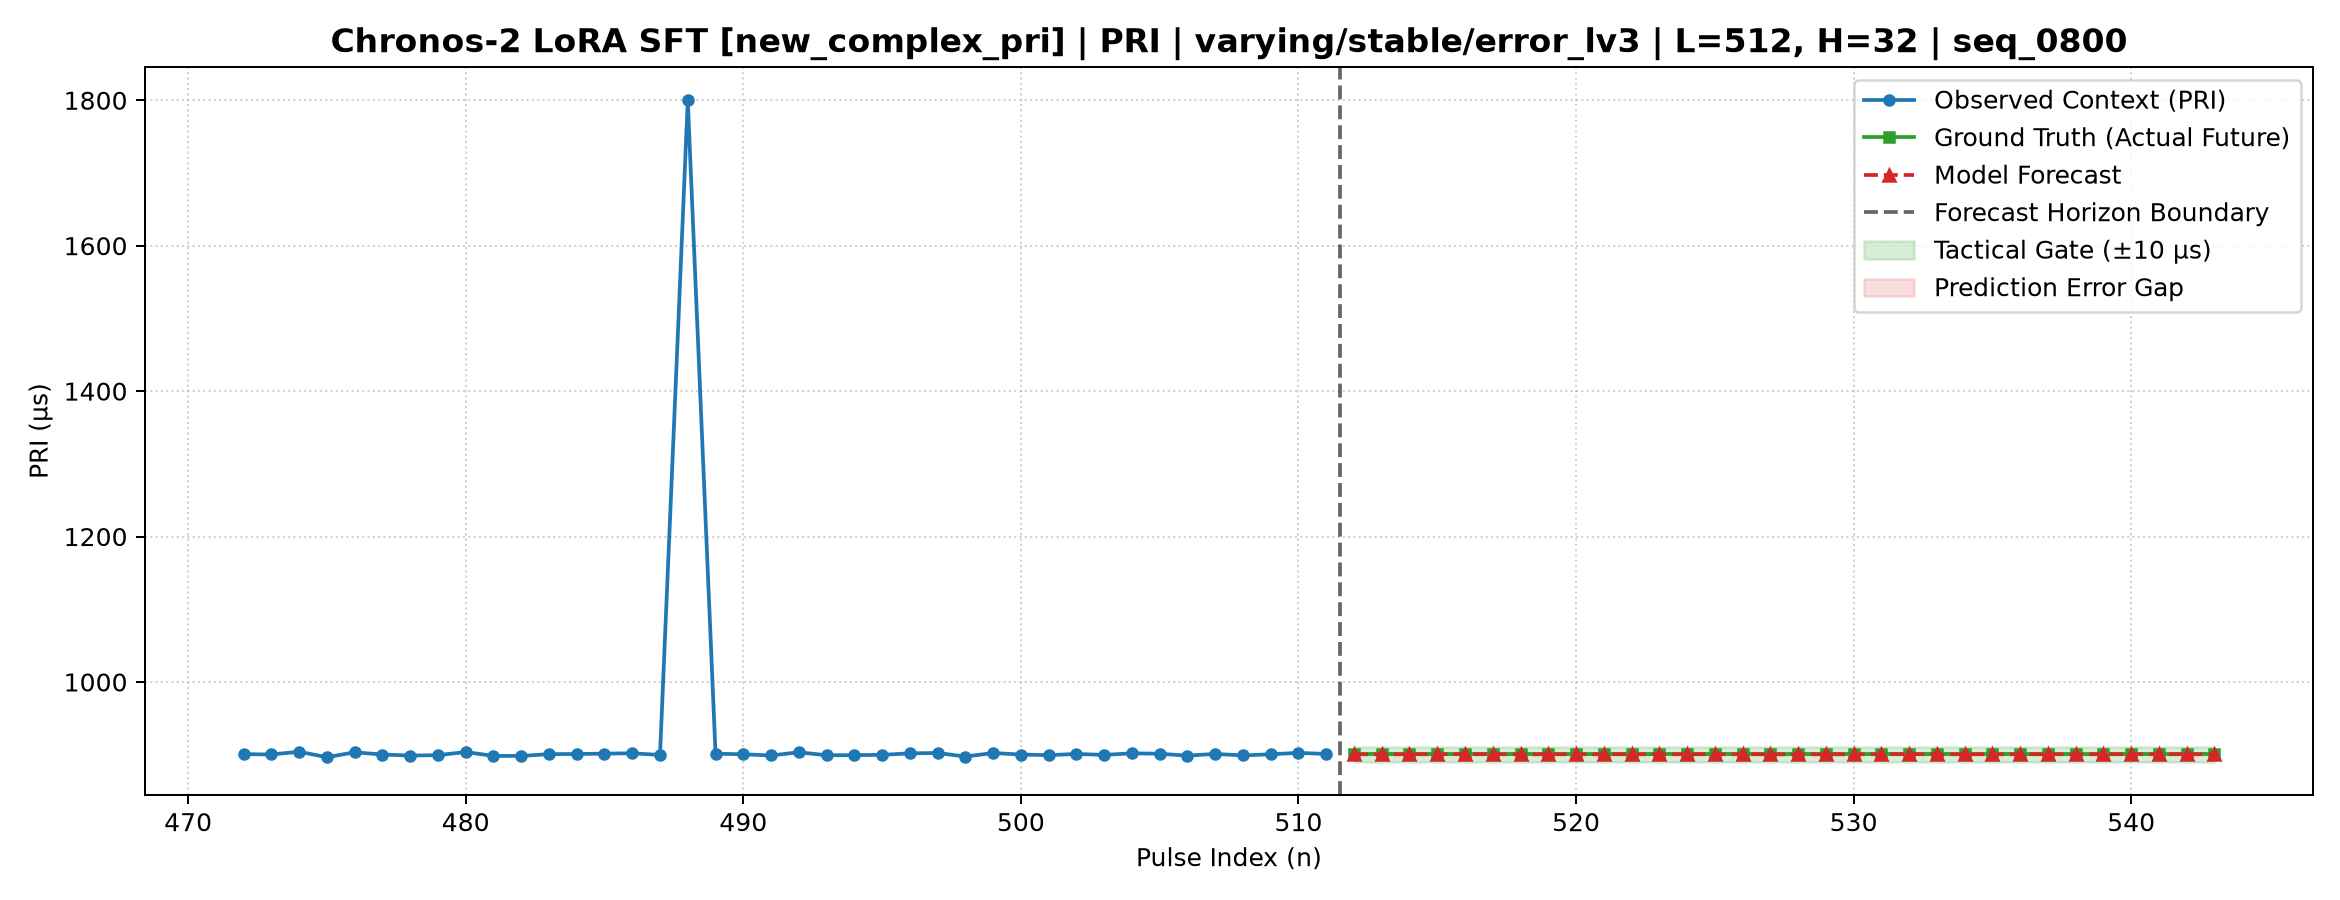 Chronos-2 LoRA SFT [new_complex_pri] | PRI | varying/stable/error_lv3 | L=512, H=32 | seq_0800
Observed Context (PRI)
Ground Truth (Actual Future)
Model Forecast
Forecast Horizon Boundary
Tactical Gate (±10 µs)
Prediction Error Gap
PRI (µs)
1800
1600
1400
1200
1000
470 480 490 500 510 520 530 540
Pulse Index (n)